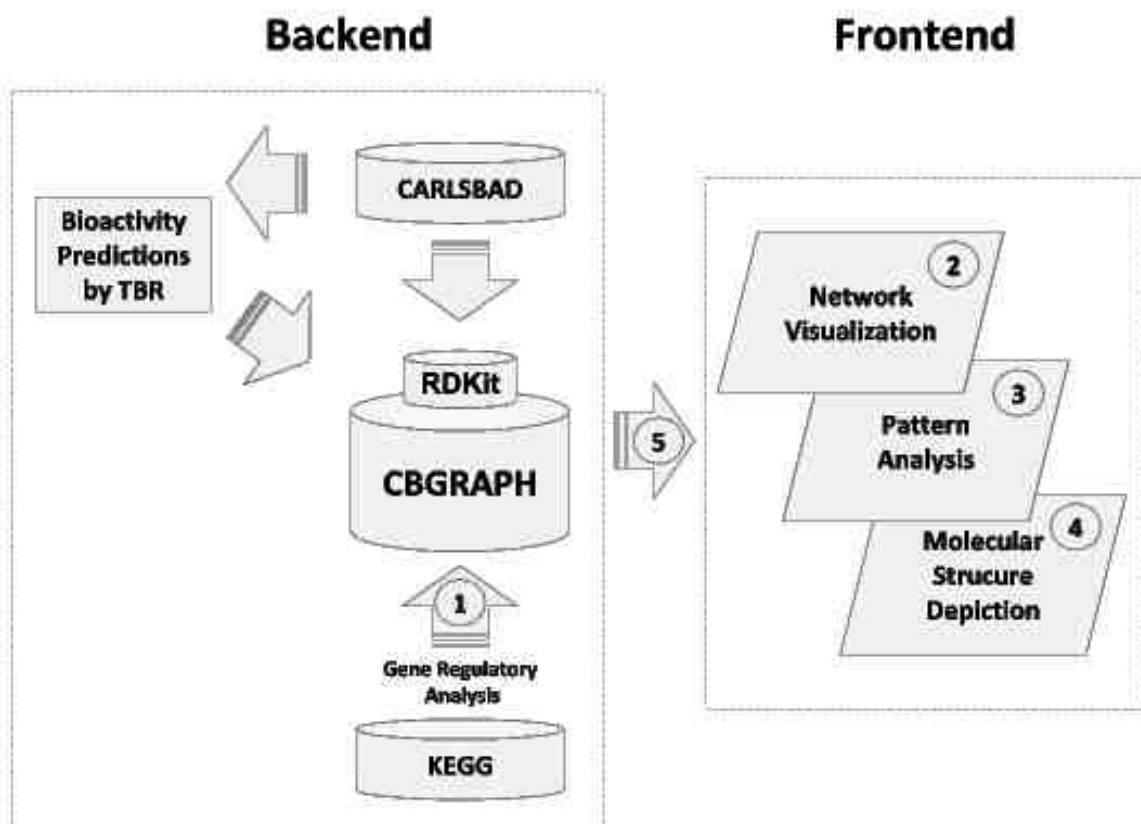 Backend
Frontend
CARLSBAD
Bioactivity
Predictions
by TBR
RDKit
CBGRAPH
1
Gene Regulatory
Analysis
KEGG
5
2
Network
Visualization
3
Pattern
Analysis
4
Molecular
Strucure
Depiction